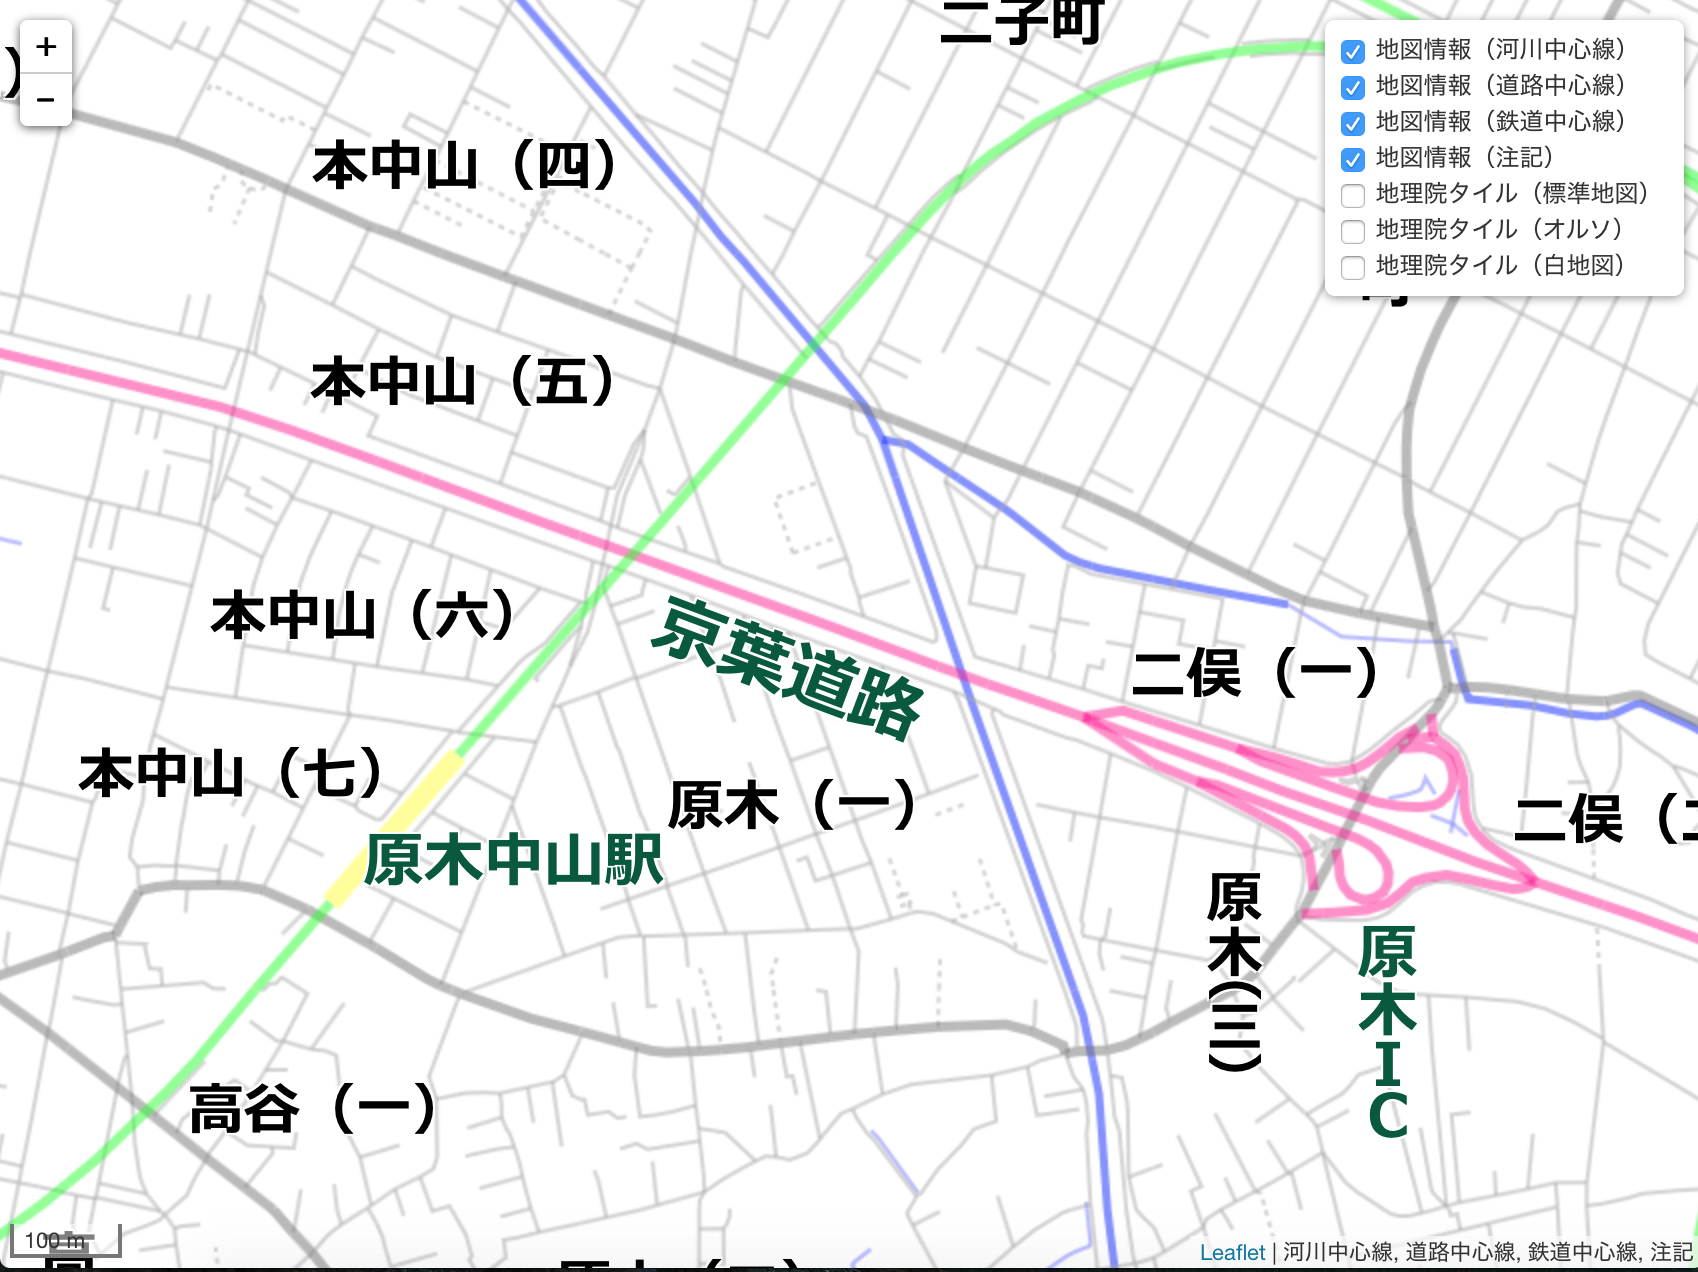 二子町
+
−
地図情報（河川中心線）
地図情報（道路中心線）
地図情報（鉄道中心線）
地図情報（注記）
地理院タイル（標準地図）
地理院タイル（オルソ）
地理院タイル（白地図）
本中山（四）
本中山（五）
本中山（六）
京葉道路
二俣（一）
本中山（七）
原木（一）
二俣（二
原木中山駅
原木（三）
原木IC
高谷（一）
100 m
Leaflet | 河川中心線, 道路中心線, 鉄道中心線, 注記